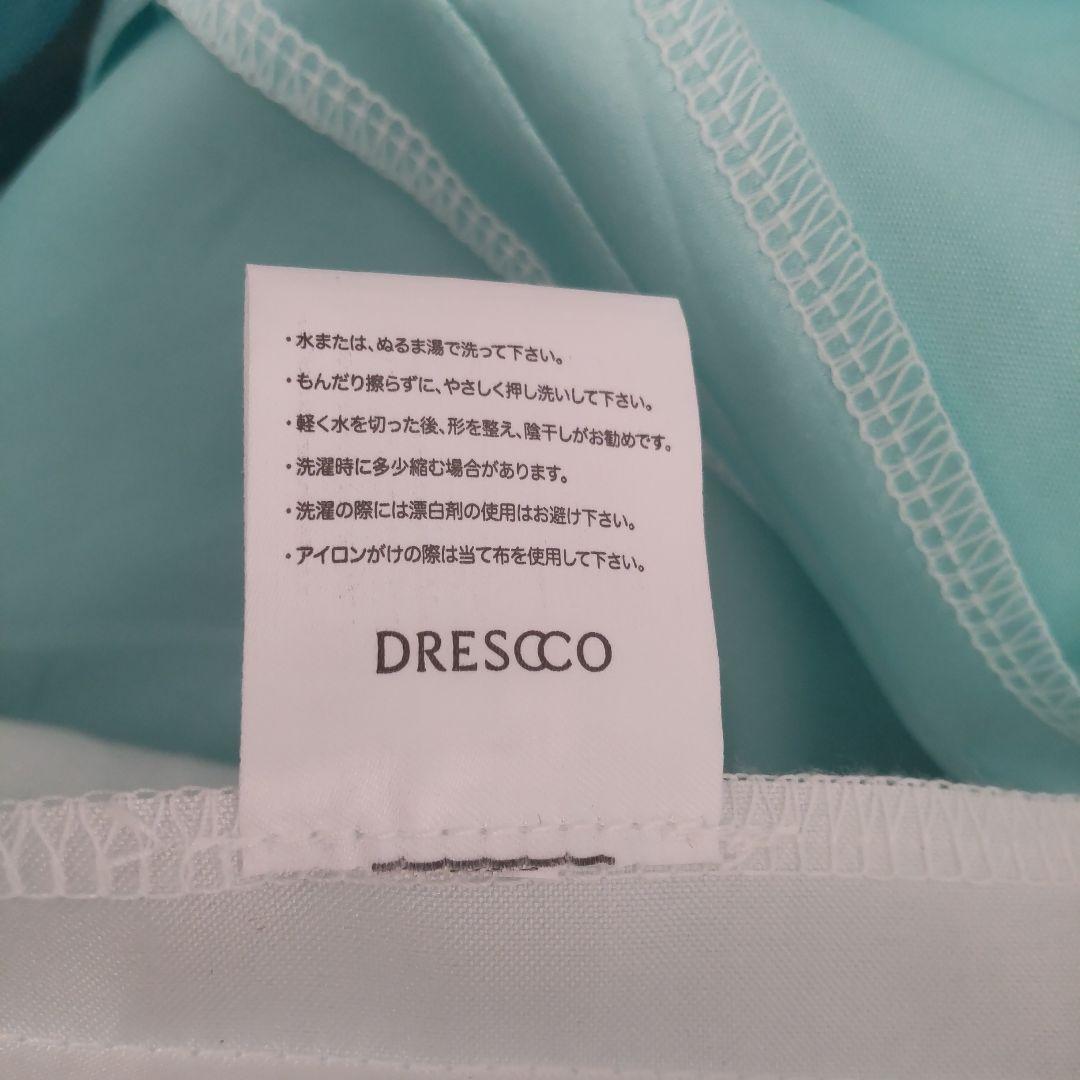 ・水または、ぬるま湯で洗って下さい。
・もんだり擦らずに、やさしく押し洗いして下さい。
・軽く水を切った後、形を整え、陰干しがお勧めです。
・洗濯時に多少縮む場合があります。
・洗濯の際には漂白剤の使用はお避け下さい。
・アイロンがけの際は当て布を使用して下さい。
DRESCCO